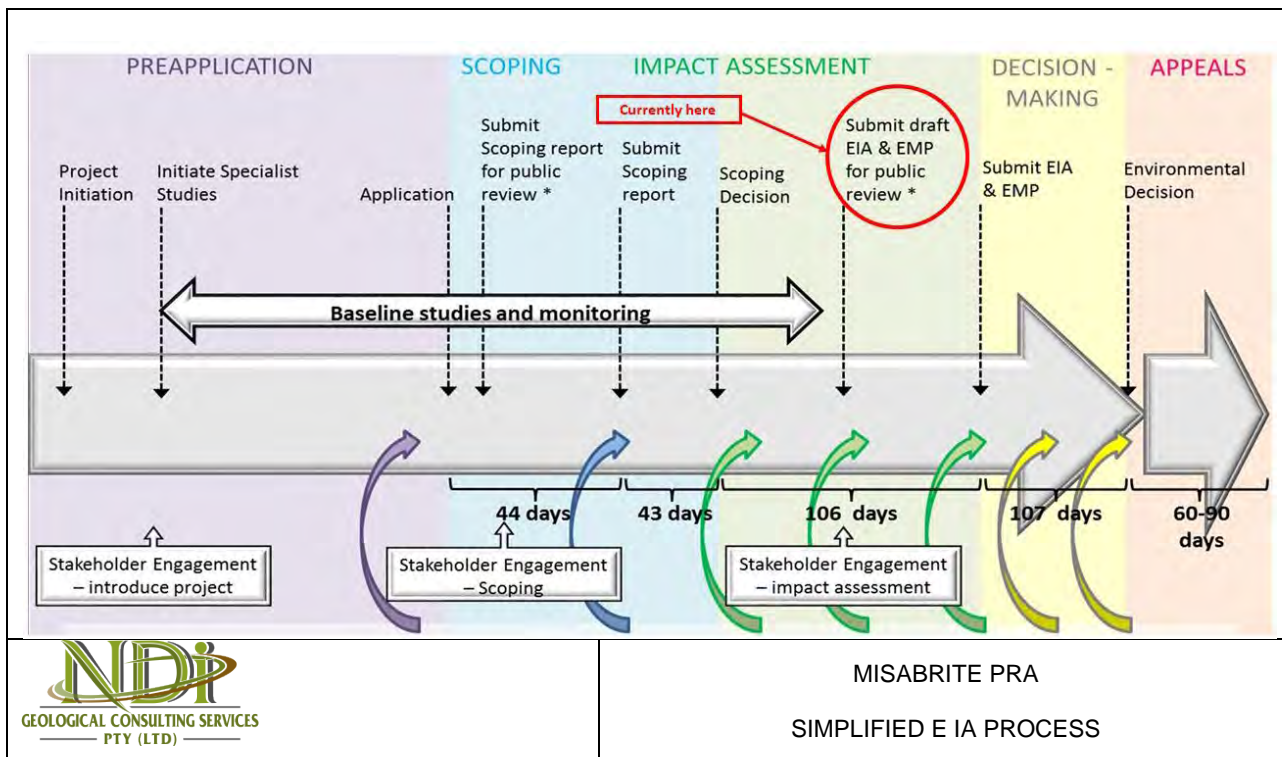 PREAPPLICATION
SCOPING
IMPACT ASSESSMENT
DECISION -
MAKING
APPEALS
Currently here
Project
Initiation
Initiate Specialist
Studies
Application
Submit
Scoping report
for public
review *
Submit
Scoping
report
Scoping
Decision
Submit draft
EIA & EMP
for public
review *
Submit EIA
& EMP
Environmental
Decision
Baseline studies and monitoring
44 days
43 days
106 days
107 days
60-90
days
Stakeholder Engagement
– introduce project
Stakeholder Engagement
– Scoping
Stakeholder Engagement
– impact assessment
NDi
GEOLOGICAL CONSULTING SERVICES
PTY (LTD)
MISABRITE PRA
SIMPLIFIED E IA PROCESS